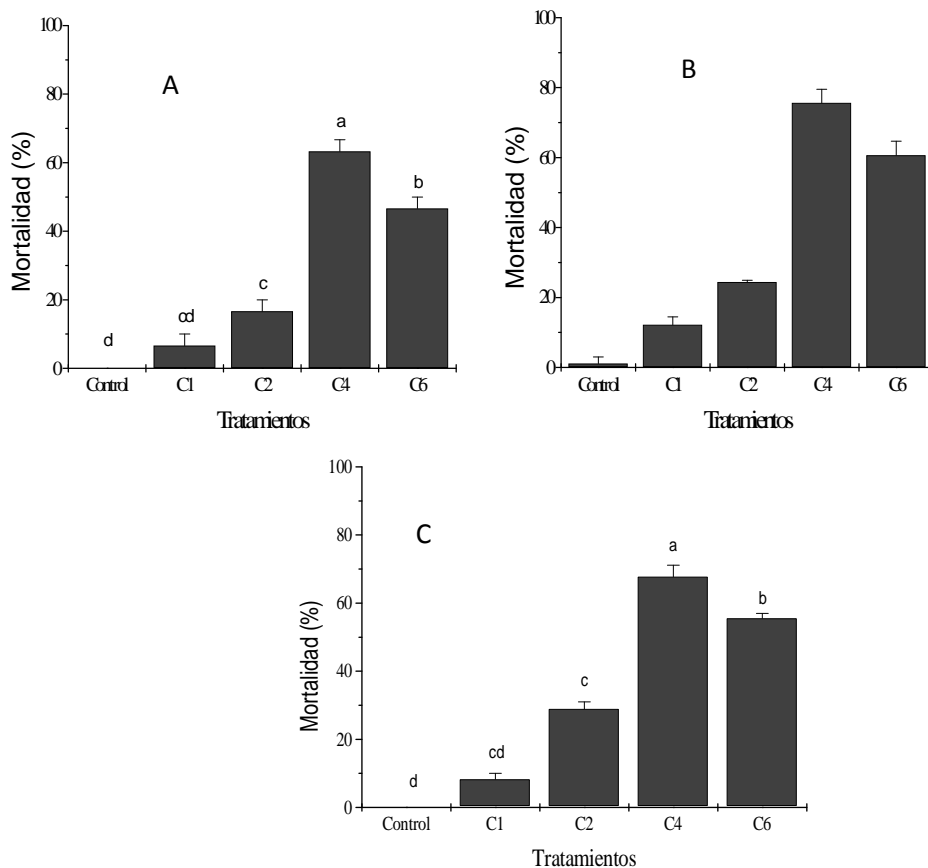 100
80
60
40
20
0
Mortalidad (%)
A
d
cd
c
a
b
Control C1 C2 C4 C6
Tratamientos
100
80
60
40
20
0
Mortalidad (%)
B
Control C1 C2 C4 C6
Tratamientos
100
80
60
40
20
0
Mortalidad (%)
C
d
cd
c
a
b
Control C1 C2 C4 C6
Tratamientos